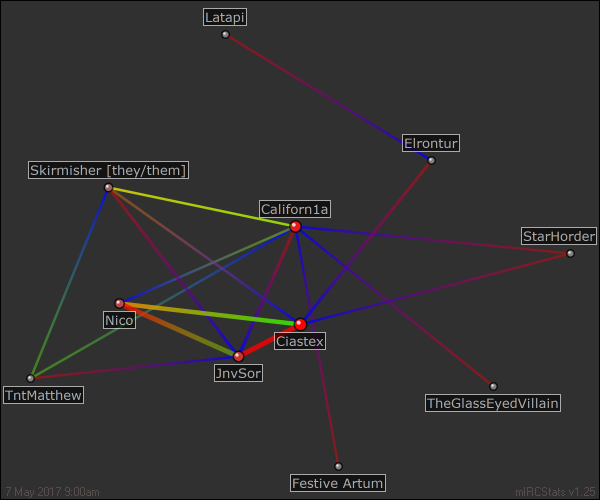 Latapi
Elrontur
Skirmisher [they/them]
Californ1a
StarHorder
Nico
Ciastex
JnvSor
TntMatthew
TheGlassEyedVillain
Festive Artum
7 May 2017 9:00am
mIRCStats v1.25